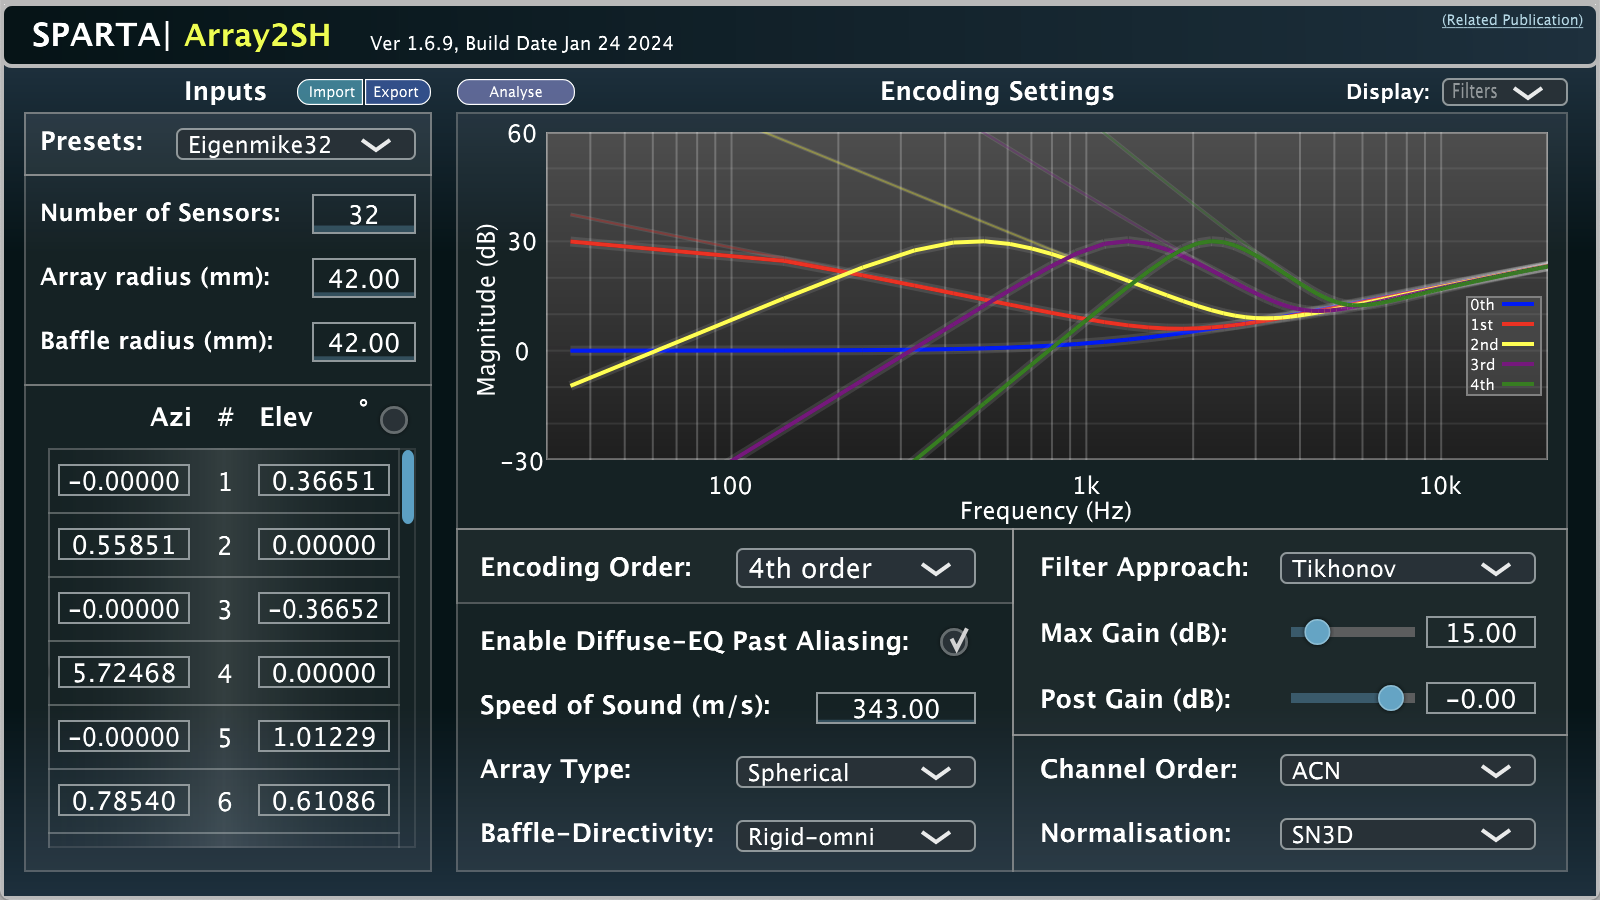 SPARTA| Array2SH Ver 1.6.9, Build Date Jan 24 2024
(Related Publication)
Inputs Import Export Analyse Encoding Settings Display: Filters
Presets: Eigenmike32
Number of Sensors: 32
Array radius (mm): 42.00
Baffle radius (mm): 42.00
Azi # Elev °
-0.00000 1 0.36651
0.55851 2 0.00000
-0.00000 3 -0.36652
5.72468 4 0.00000
-0.00000 5 1.01229
0.78540 6 0.61086
60
30
0
-30
Magnitude (dB)
100 1k 10k
Frequency (Hz)
0th
1st
2nd
3rd
4th
Encoding Order: 4th order
Enable Diffuse-EQ Past Aliasing:
Speed of Sound (m/s): 343.00
Array Type: Spherical
Baffle-Directivity: Rigid-omni
Filter Approach: Tikhonov
Max Gain (dB): 15.00
Post Gain (dB): -0.00
Channel Order: ACN
Normalisation: SN3D